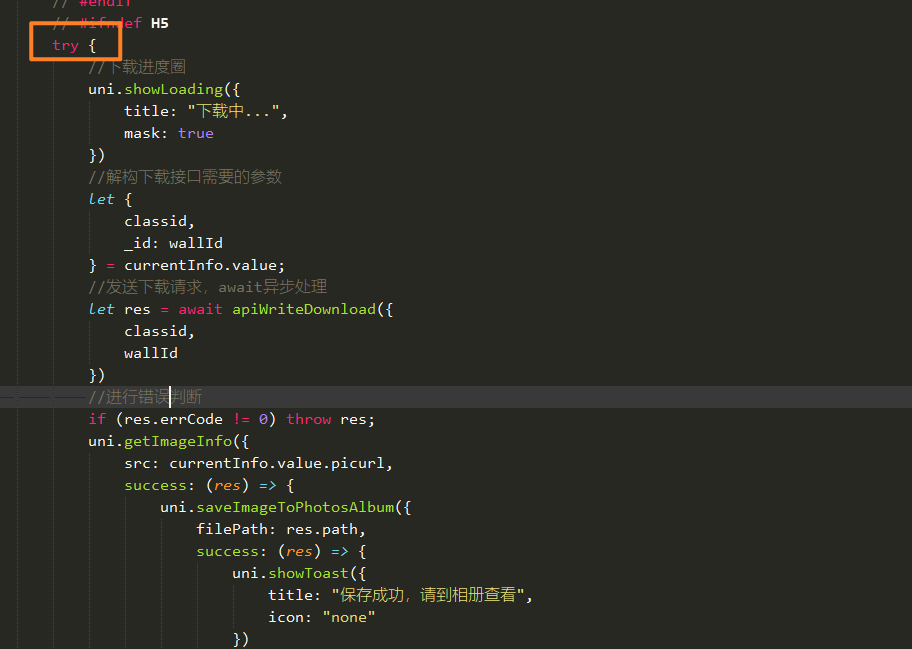 // #endif
// #ifndef H5
try {
//下载进度圈
uni.showLoading({
title: "下载中...",
mask: true
})
//解构下载接口需要的参数
let {
classid,
_id: wallId
} = currentInfo.value;
//发送下载请求，await异步处理
let res = await apiWriteDownload({
classid,
wallId
})
//进行错误判断
if (res.errCode != 0) throw res;
uni.getImageInfo({
src: currentInfo.value.picurl,
success: (res) => {
uni.saveImageToPhotosAlbum({
filePath: res.path,
success: (res) => {
uni.showToast({
title: "保存成功，请到相册查看",
icon: "none"
})